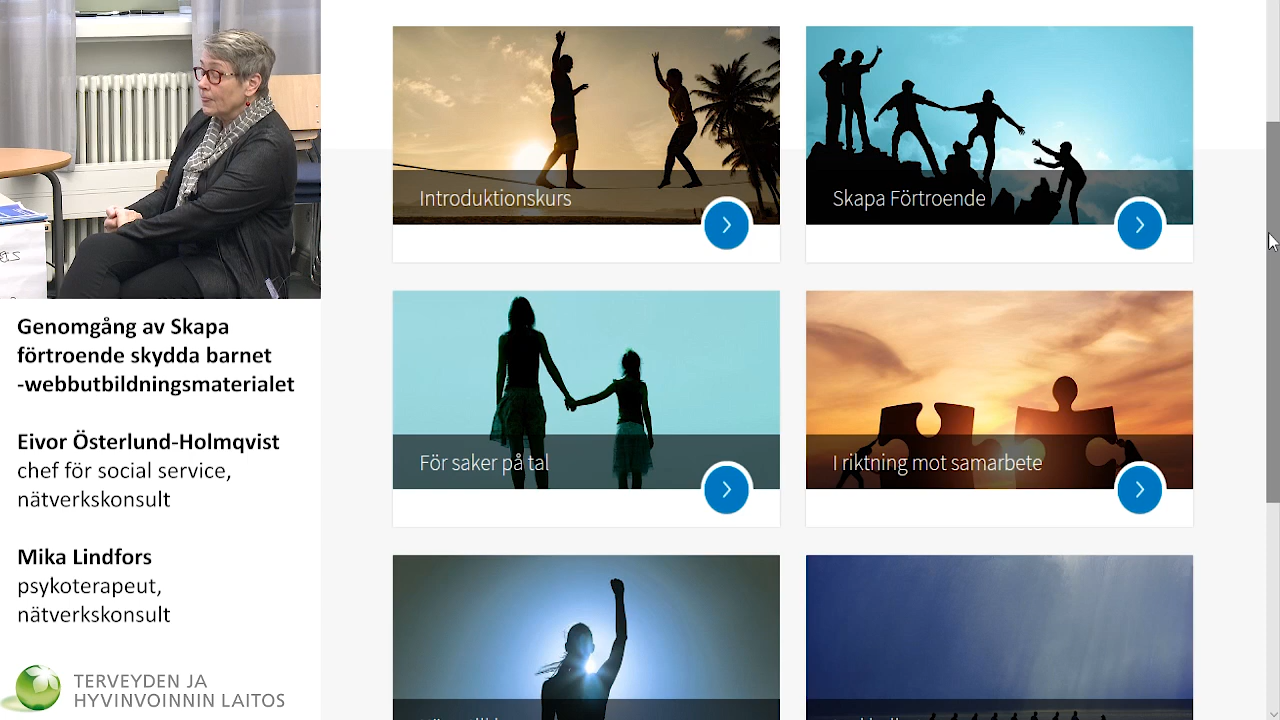 Genomgång av Skapa
förtroende skydda barnet
-webbutbildningsmaterialet
Eivor Österlund-Holmqvist
chef för social service,
nätverkskonsult
Mika Lindfors
psykoterapeut,
nätverkskonsult
TERVEYDEN JA
HYVINVOINNIN LAITOS
Introduktionskurs
Skapa Förtroende
För saker på tal
I riktning mot samarbete